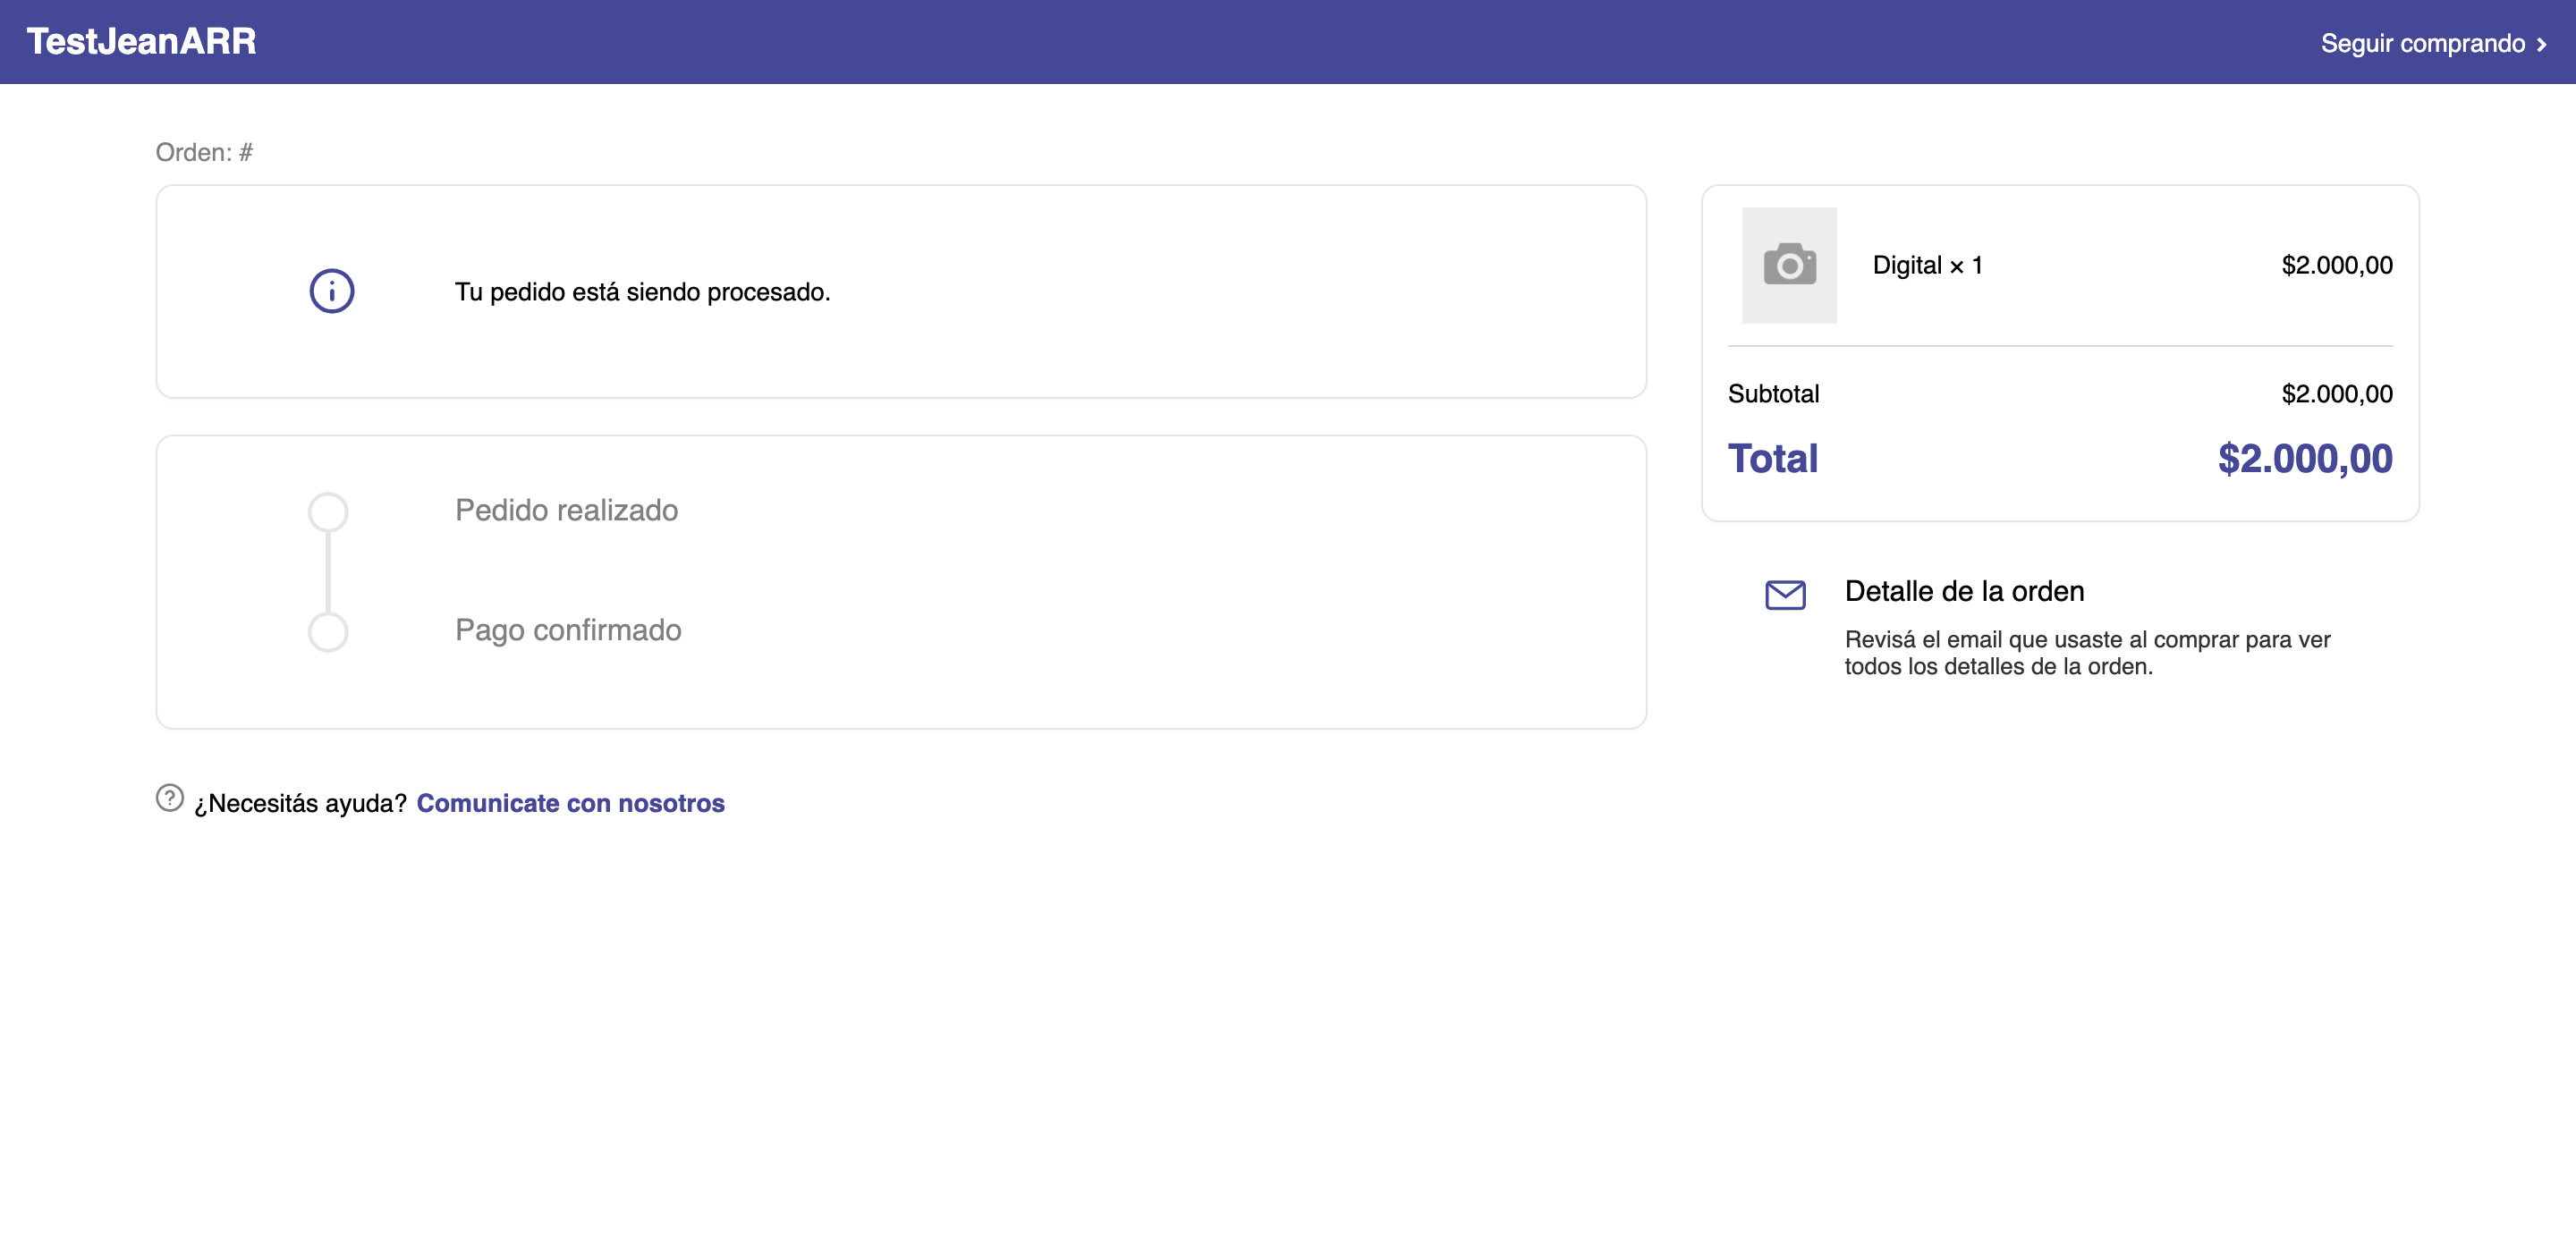 TestJeanARR
Seguir comprando
Orden: #
Tu pedido está siendo procesado.
Pedido realizado
Pago confirmado
¿Necesitás ayuda? Comunicate con nosotros
Digital × 1 $2.000,00
Subtotal $2.000,00
Total $2.000,00
Detalle de la orden
Revisá el email que usaste al comprar para ver
todos los detalles de la orden.